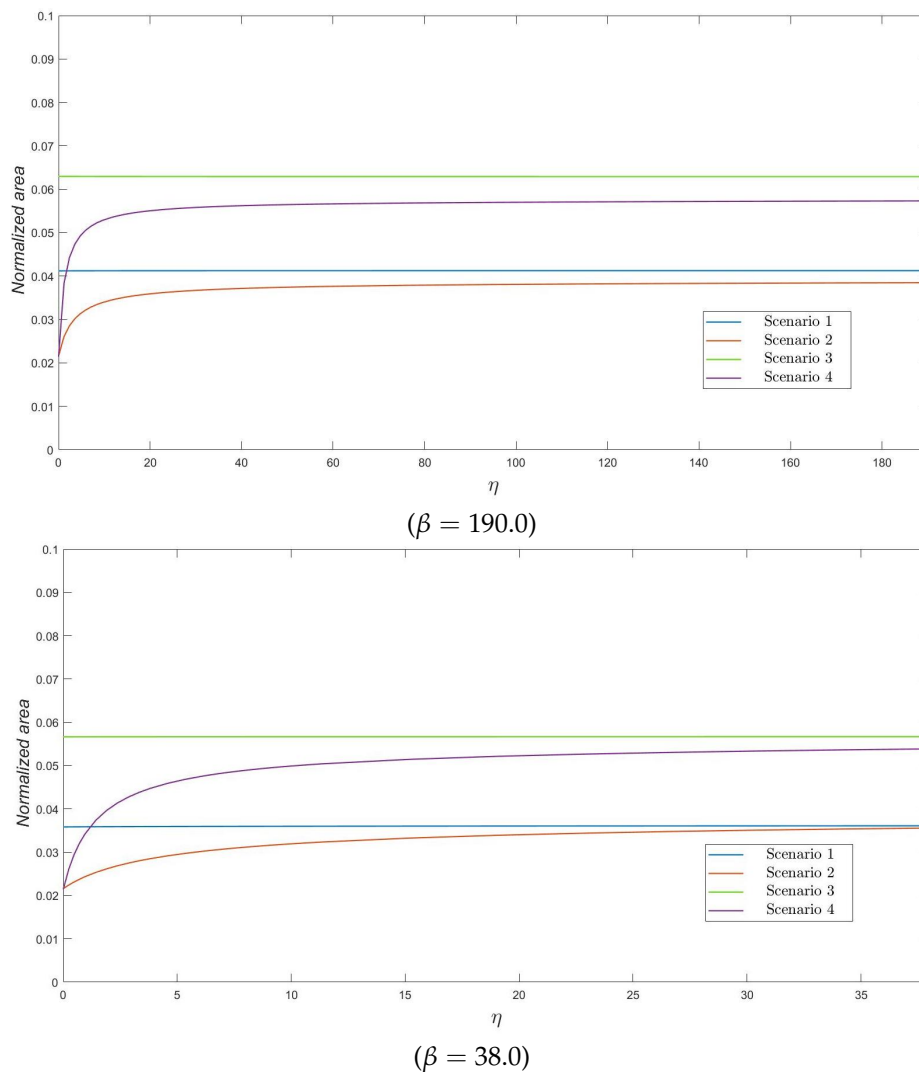 0.1
0.09
0.08
0.07
0.06
0.05
0.04
0.03
0.02
0.01
0
Normalized area
Scenario 1
Scenario 2
Scenario 3
Scenario 4
0 20 40 60 80 100 120 140 160 180
η
(β = 190.0)
0.1
0.09
0.08
0.07
0.06
0.05
0.04
0.03
0.02
0.01
0
Normalized area
Scenario 1
Scenario 2
Scenario 3
Scenario 4
0 5 10 15 20 25 30 35
η
(β = 38.0)